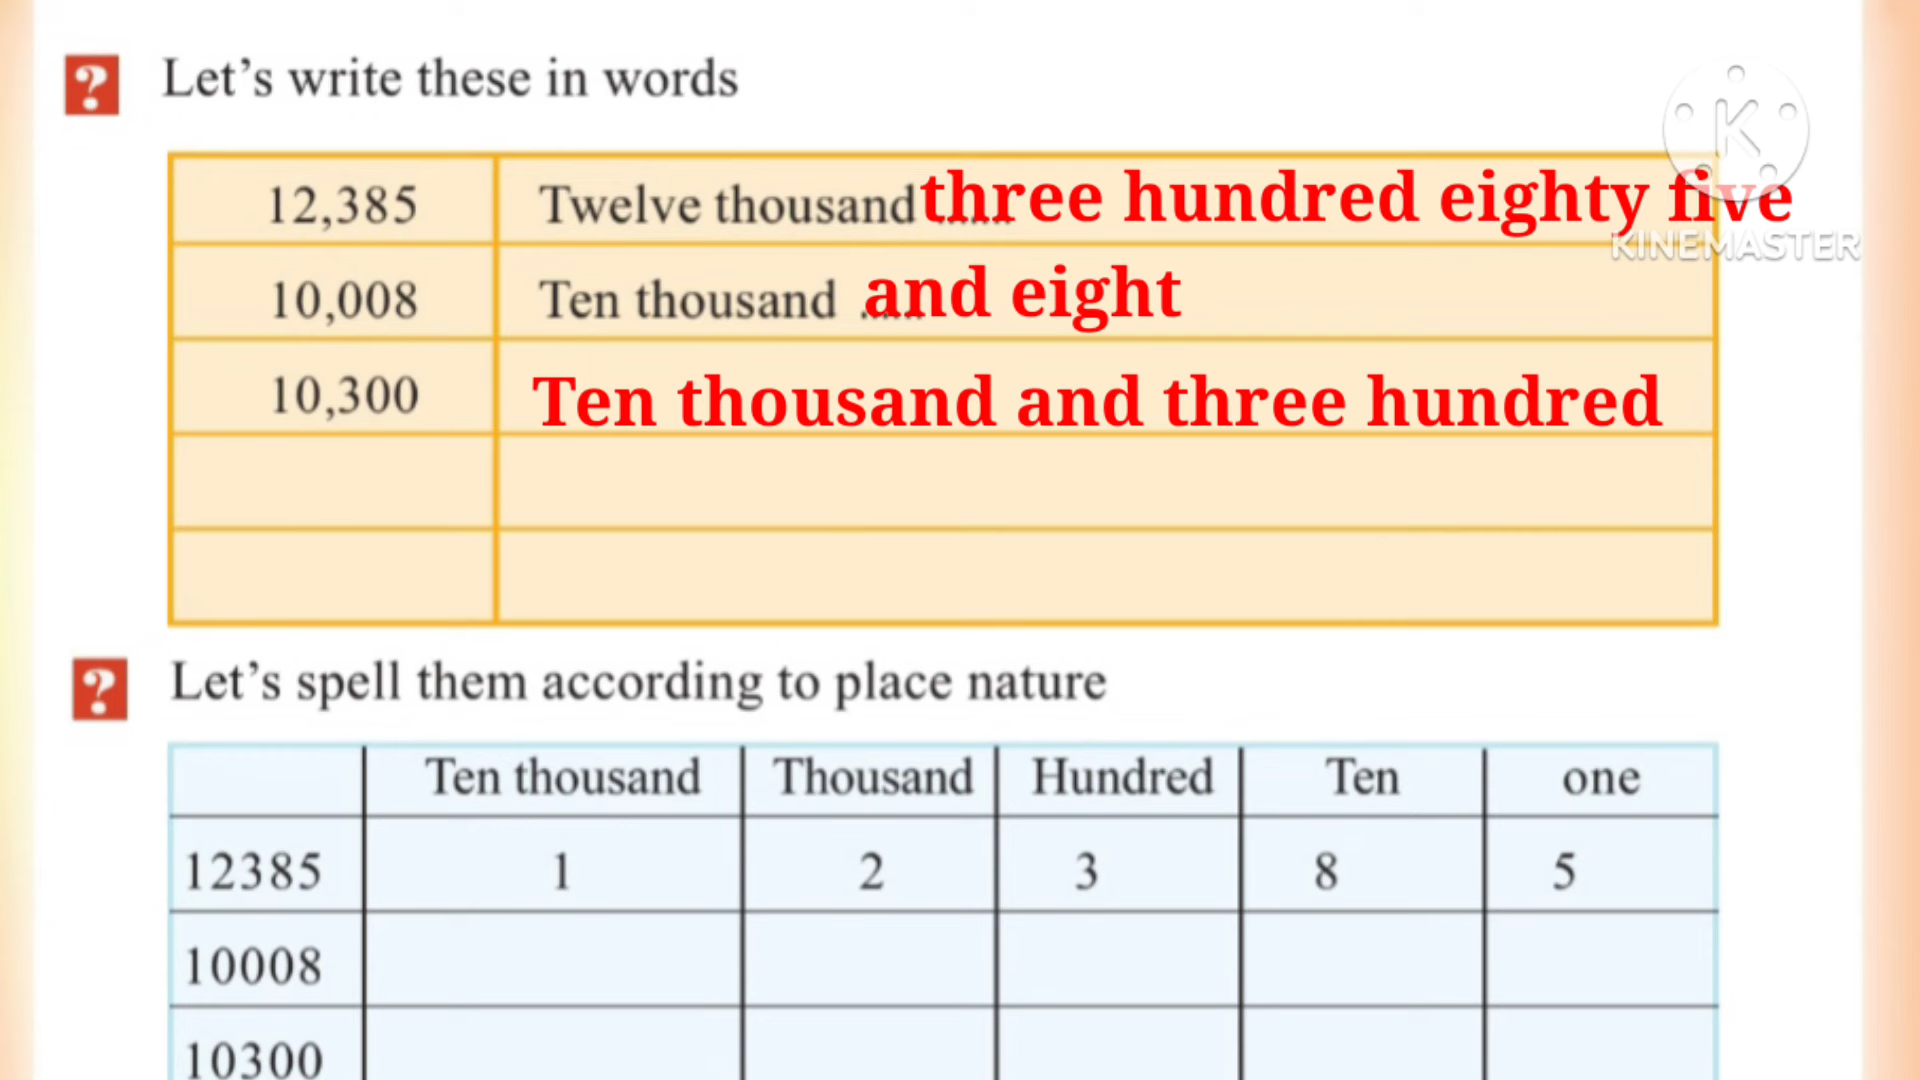 ? Let’s write these in words
12,385 Twelve thousand ...... three hundred eighty five
KINEMASTER
10,008 Ten thousand ..... and eight
10,300 Ten thousand and three hundred
? Let’s spell them according to place nature
Ten thousand Thousand Hundred Ten one
12385 1 2 3 8 5
10008
10300